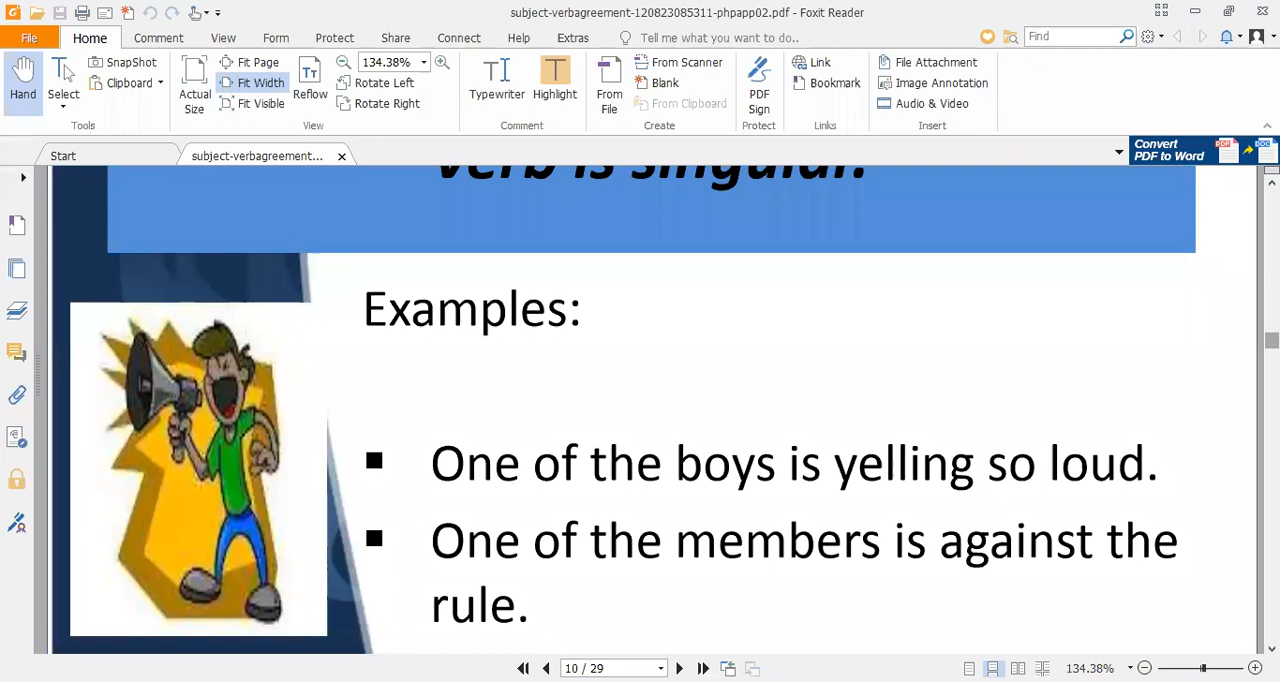 subject-verbagreement-120823085311-phpapp02.pdf - Foxit Reader
File Home Comment View Form Protect Share Connect Help Extras Tell me what you want to do.. Find
Hand Select SnapShot Clipboard
Tools
Actual Size Fit Page Fit Width Fit Visible Reflow 134.38% Rotate Left Rotate Right
View
Typewriter Highlight
Comment
From File From Scanner Blank From Clipboard
Create
PDF Sign
Protect
Link Bookmark
Links
File Attachment Image Annotation Audio & Video
Insert
Start subject-verbagreement...
Convert
PDF to Word
verb is singular.
Examples:
▪ One of the boys is yelling so loud.
▪ One of the members is against the
rule.
10 / 29 134.38%